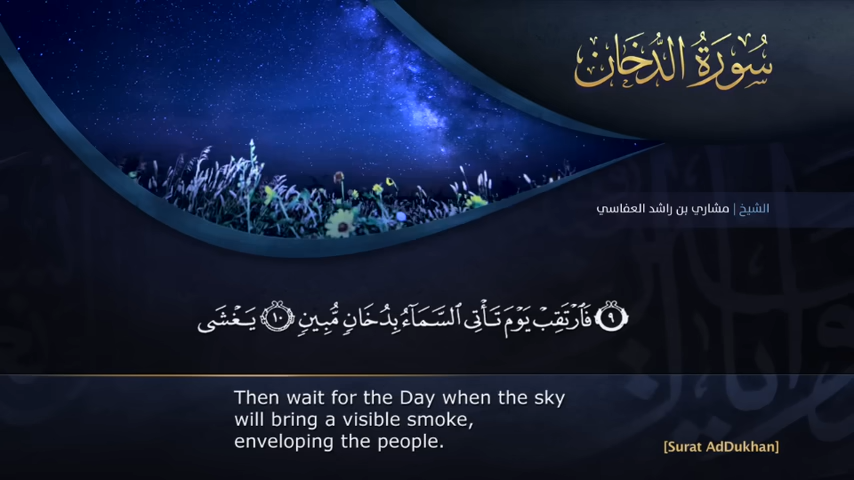 سُورَةُ الدُّخَانِ
الشيخ | مشاري بن راشد العفاسي
۝٩ فَٱرْتَقِبْ يَوْمَ تَأْتِى ٱلسَّمَآءُ بِدُخَانٍ مُّبِينٍ ۝١٠ يَغْشَى
Then wait for the Day when the sky
will bring a visible smoke,
enveloping the people.
[Surat AdDukhan]